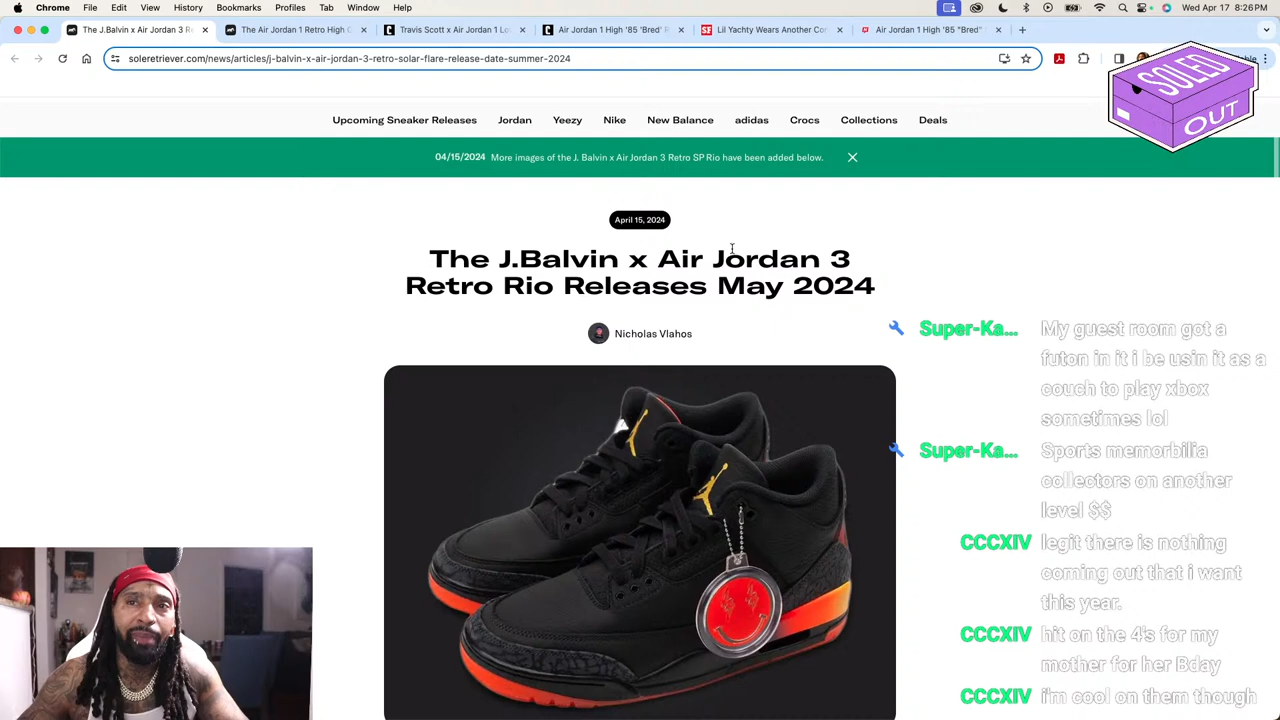 Chrome File Edit View History Bookmarks Profiles Tab Window Help
Wed Apr 17 8:26PM
The J.Balvin x Air Jordan 3 R
The Air Jordan 1 Retro High O
Travis Scott x Air Jordan 1 Lo
Air Jordan 1 High '85 'Bred' R
Lil Yachty Wears Another Con
Air Jordan 1 High '85 "Bred" S
soleretriever.com/news/articles/j-balvin-x-air-jordan-3-retro-solar-flare-release-date-summer-2024
SOLED
OUT
Upcoming Sneaker Releases Jordan Yeezy Nike New Balance adidas Crocs Collections Deals
04/15/2024 More images of the J. Balvin x Air Jordan 3 Retro SP Rio have been added below.
April 15, 2024
The J.Balvin x Air Jordan 3
Retro Rio Releases May 2024
Nicholas Vlahos
Super-Ka... My guest room got a
futon in it i be usin it as a
couch to play xbox
sometimes lol
Super-Ka... Sports memorbilia
collectors on another
level $$
CCCXIV legit there is nothing
coming out that i want
this year.
CCCXIV hit on the 4's for my
mother for her Bday
CCCXIV i'm cool on them though